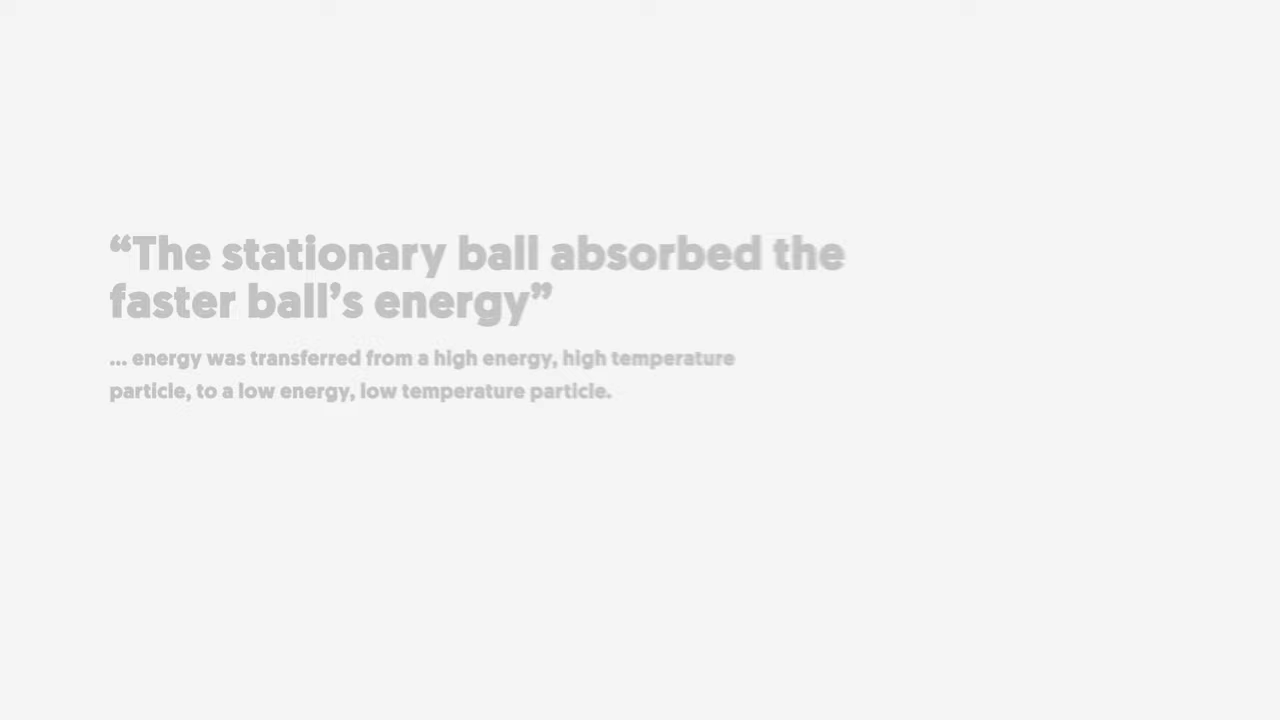 “The stationary ball absorbed the
faster ball’s energy”
... energy was transferred from a high energy, high temperature
particle, to a low energy, low temperature particle.